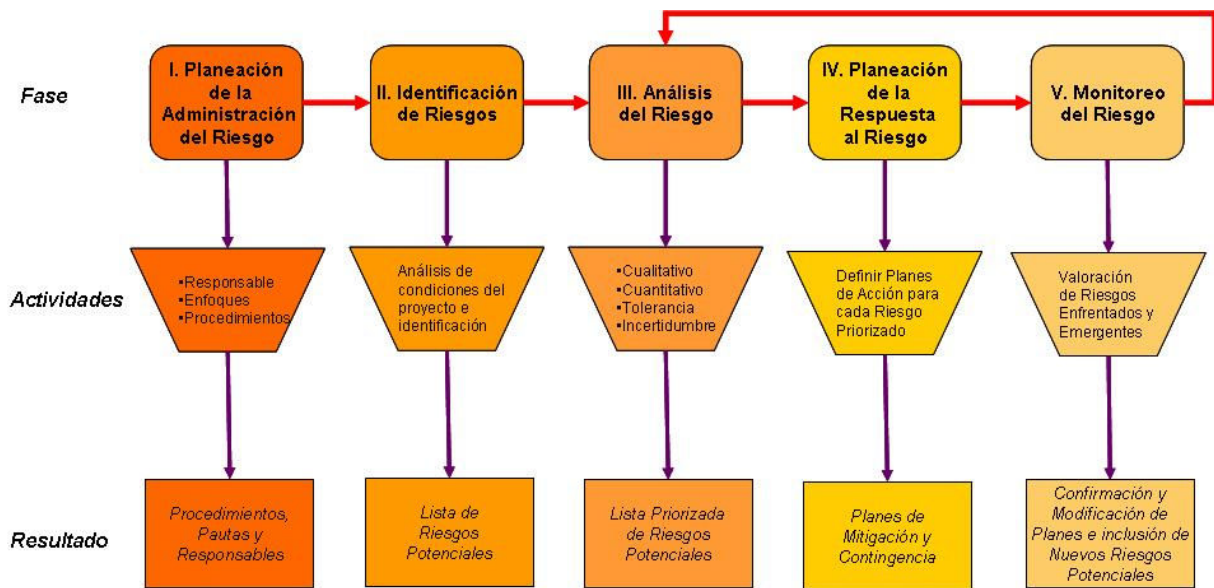 Fase
I. Planeación
de la
Administración
del Riesgo
II. Identificación
de Riesgos
III. Análisis
del Riesgo
IV. Planeación
de la
Respuesta
al Riesgo
V. Monitoreo
del Riesgo
Actividades
▪Responsable
▪Enfoques
▪Procedimientos
Análisis de
condiciones del
proyecto e
identificación
▪Cualitativo
▪Cuantitativo
▪Tolerancia
▪Incertidumbre
Definir Planes
de Acción para
cada Riesgo
Priorizado
Valoración
de Riesgos
Enfrentados y
Emergentes
Resultado
Procedimientos,
Pautas y
Responsables
Lista de
Riesgos
Potenciales
Lista Priorizada
de Riesgos
Potenciales
Planes de
Mitigación y
Contingencia
Confirmación y
Modificación de
Planes e inclusión de
Nuevos Riesgos
Potenciales